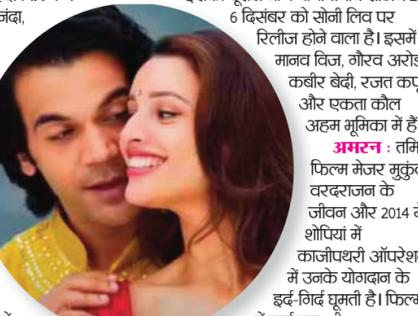 नंदा,
6 दिसंबर को सोनी लिव पर
रिलीज होने वाला है। इसमें
मानव विज, गौरव अरोड़
कबीर बेदी, रजत कपू
और एकता कौल
अहम भूमिका में हैं
अमरन : तमि
फिल्म मेजर मुकुंद
वरदराजन के
जीवन और 2014 मे
शोपियां में
काजीपथरी ऑपरेश
में उनके योगदान के
इर्द-गिर्द घूमती है। फिल्म